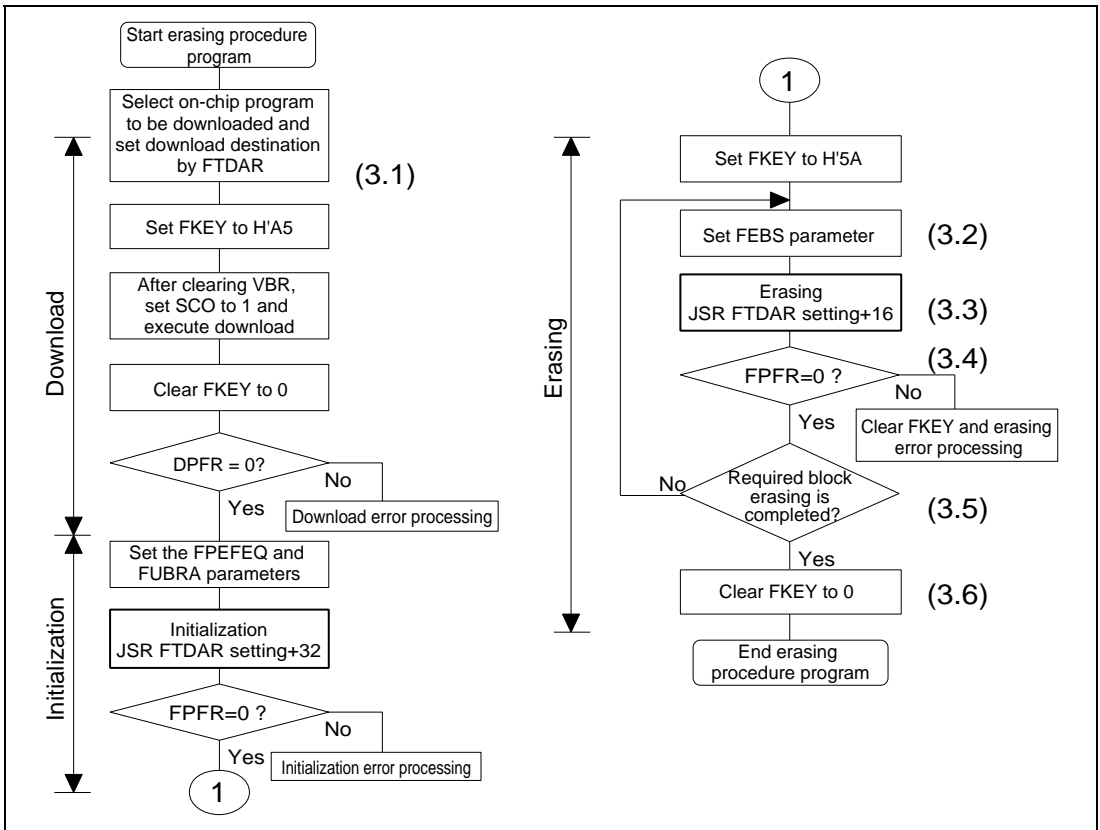 Start erasing procedure
program
Select on-chip program
to be downloaded and
set download destination
by FTDAR
(3.1)
Set FKEY to H'A5
After clearing VBR,
set SCO to 1 and
execute download
Clear FKEY to 0
DPFR = 0?
No
Yes
Download error processing
Download
Set the FPEFEQ and
FUBRA parameters
Initialization
JSR FTDAR setting+32
FPFR=0 ?
No
Yes
Initialization error processing
Initialization
1
1
Set FKEY to H'5A
Set FEBS parameter
(3.2)
Erasing
JSR FTDAR setting+16
(3.3)
(3.4)
FPFR=0 ?
No
Yes
Clear FKEY and erasing
error processing
Required block
erasing is
completed?
No
(3.5)
Yes
Clear FKEY to 0
(3.6)
Erasing
End erasing
procedure program